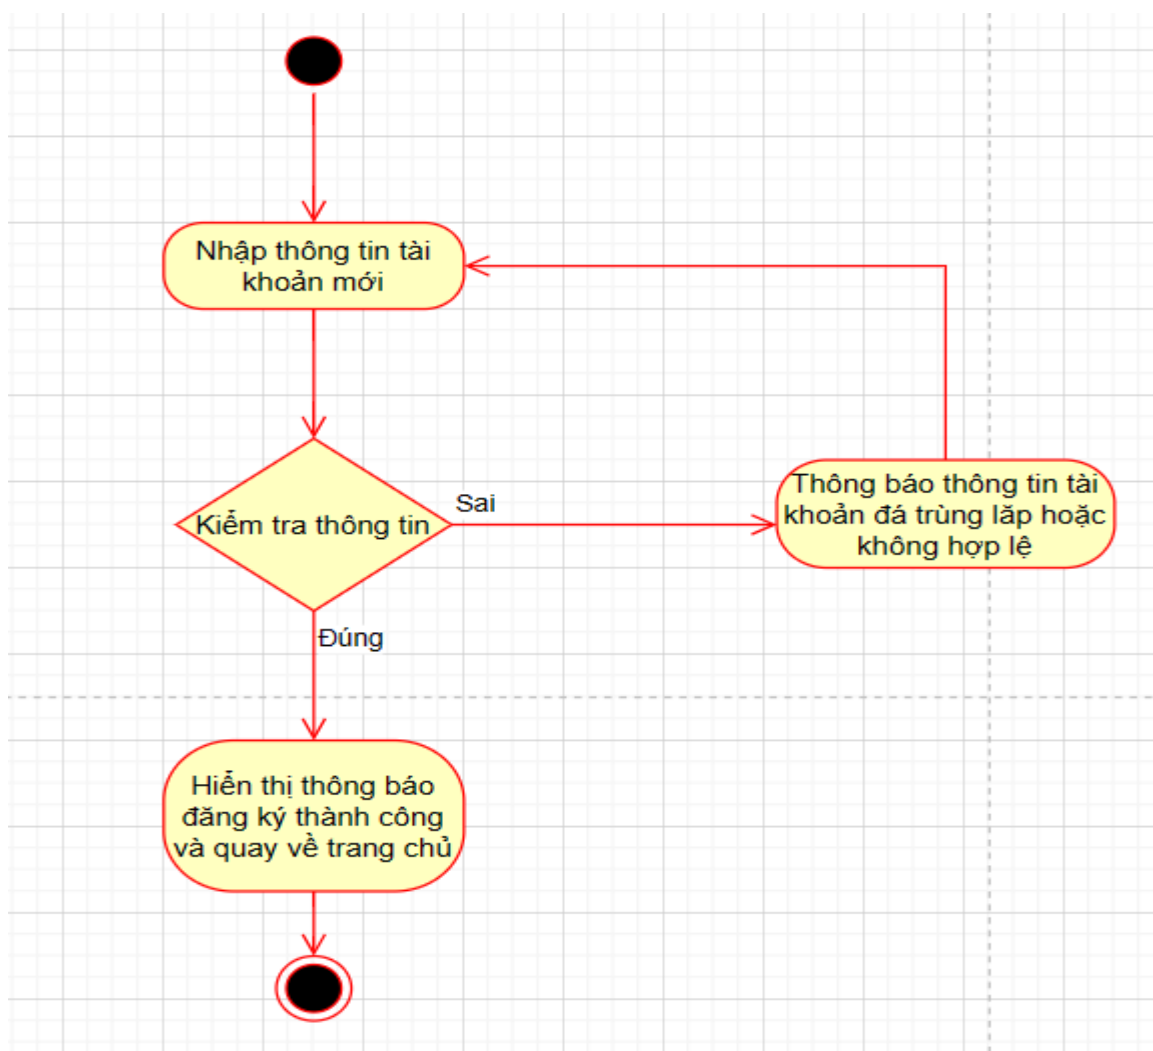 Nhập thông tin tài
khoản mới
Kiểm tra thông tin
Sai
Thông báo thông tin tài
khoản đá trùng lăp hoặc
không hợp lệ
Đúng
Hiển thị thông báo
đăng ký thành công
và quay về trang chủ